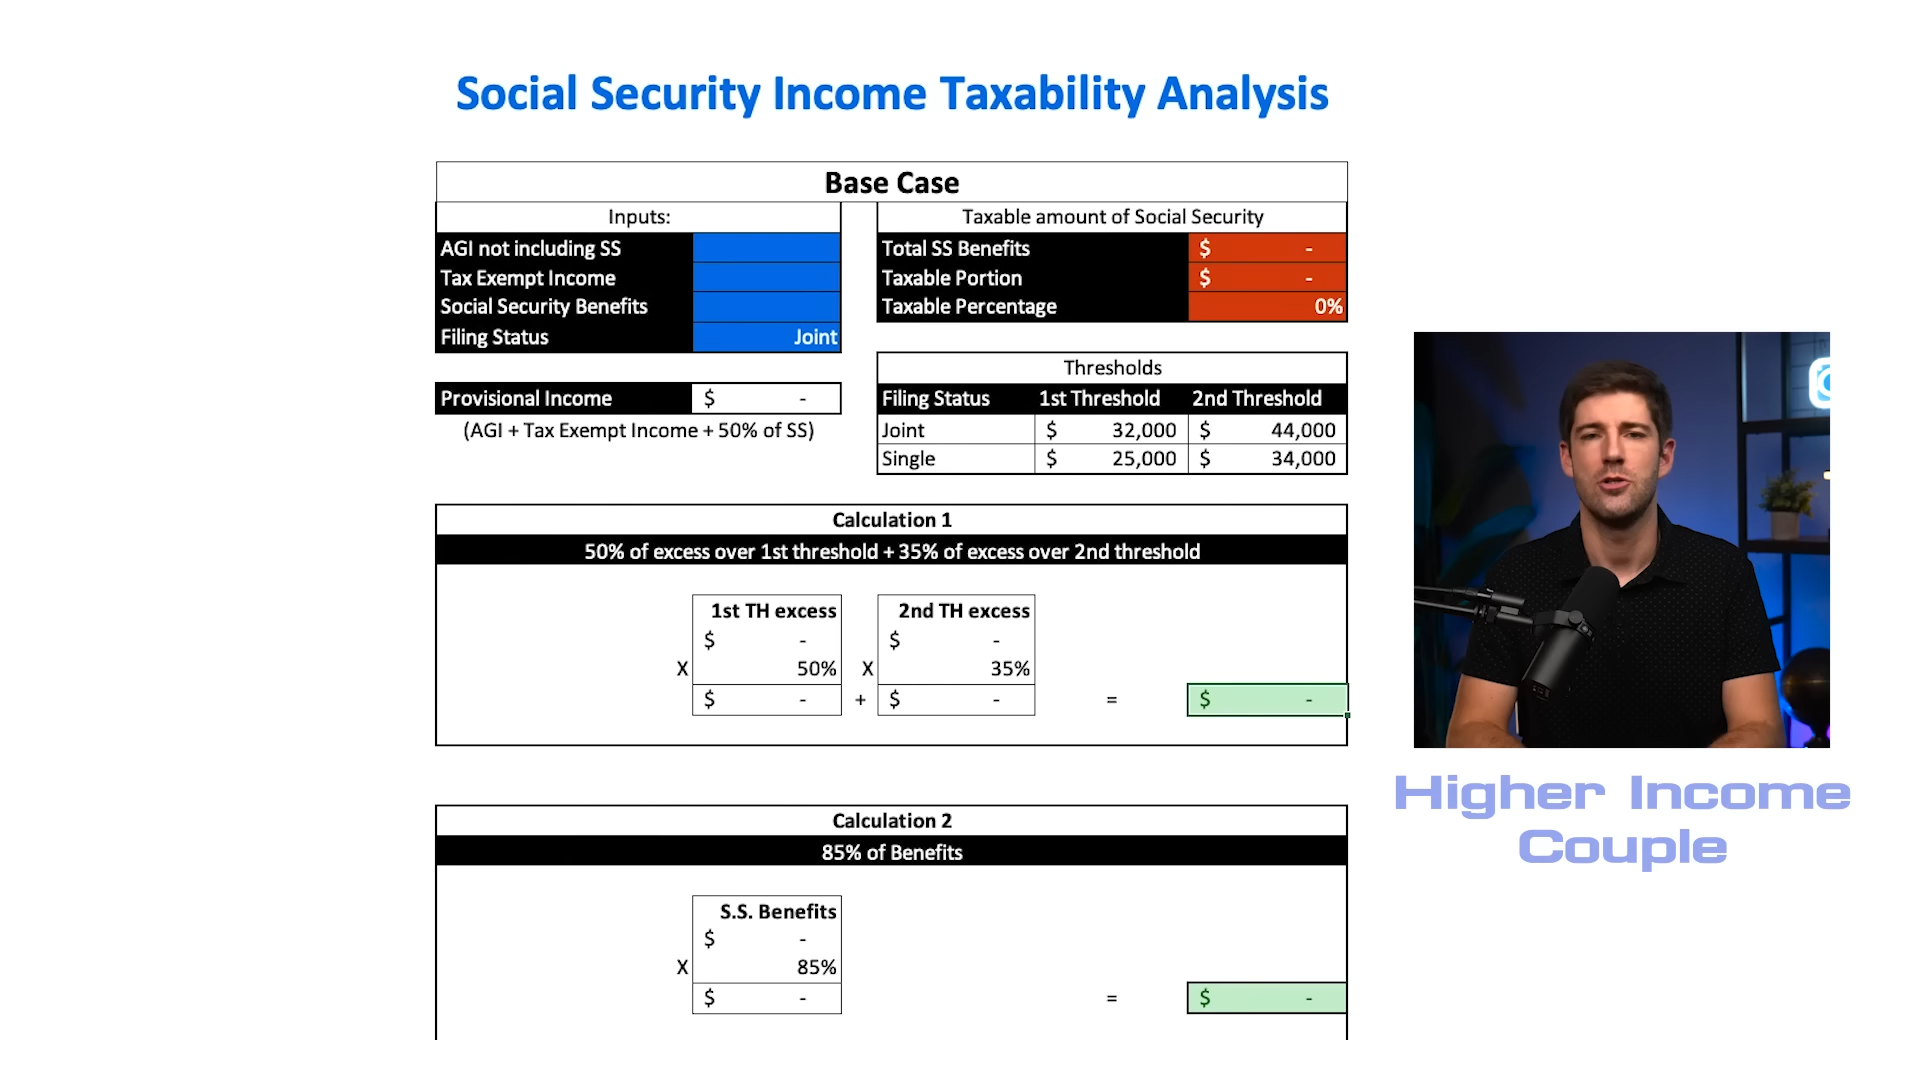 Social Security Income Taxability Analysis
Base Case
Inputs:
AGI not including SS
Tax Exempt Income
Social Security Benefits
Filing Status Joint
Provisional Income $ -
(AGI + Tax Exempt Income + 50% of SS)
Taxable amount of Social Security
Total SS Benefits $ -
Taxable Portion $ -
Taxable Percentage 0%
Thresholds
Filing Status 1st Threshold 2nd Threshold
Joint $ 32,000 $ 44,000
Single $ 25,000 $ 34,000
Calculation 1
50% of excess over 1st threshold + 35% of excess over 2nd threshold
1st TH excess 2nd TH excess
$ - $ -
X 50% X 35%
$ - + $ - = $ -
Calculation 2
85% of Benefits
S.S. Benefits
$ -
X 85%
$ - = $ -
Higher Income
Couple